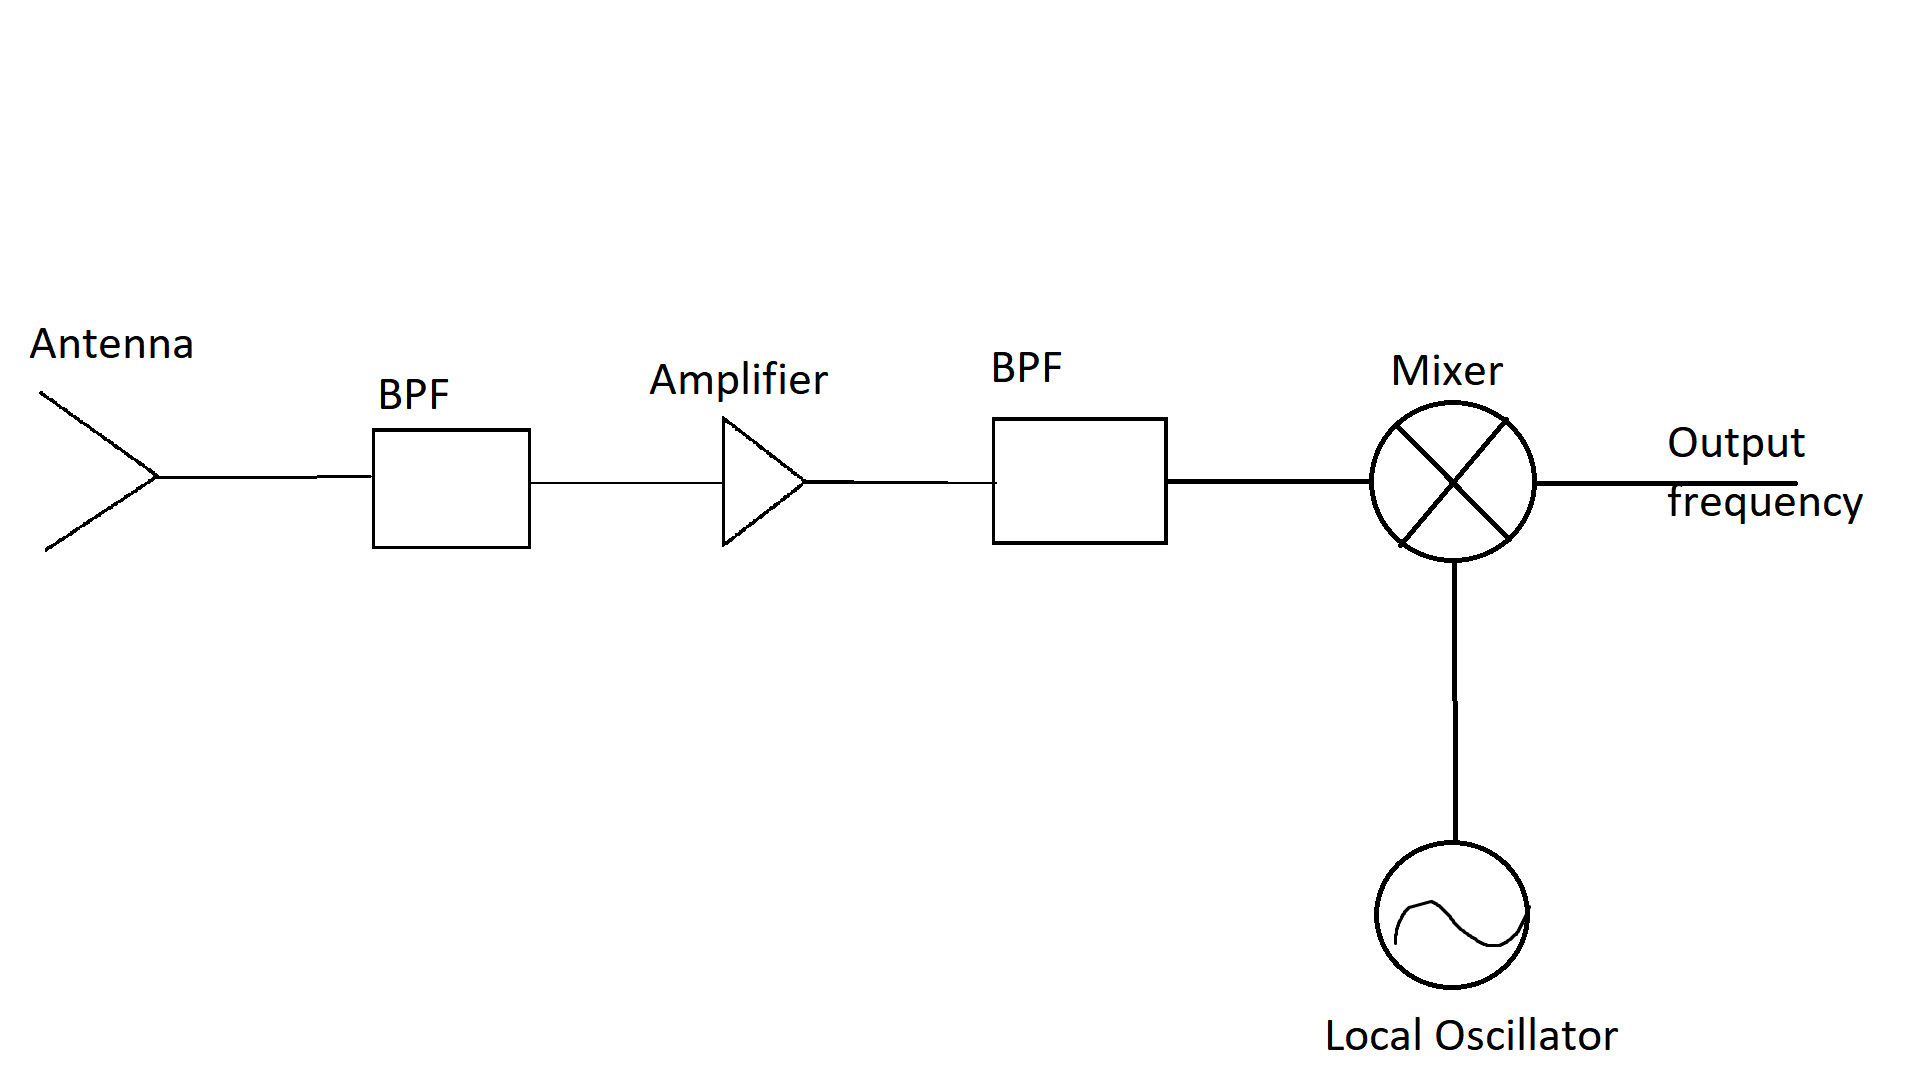 Antenna
BPF
Amplifier
BPF
Mixer
Output
frequency
Local Oscillator